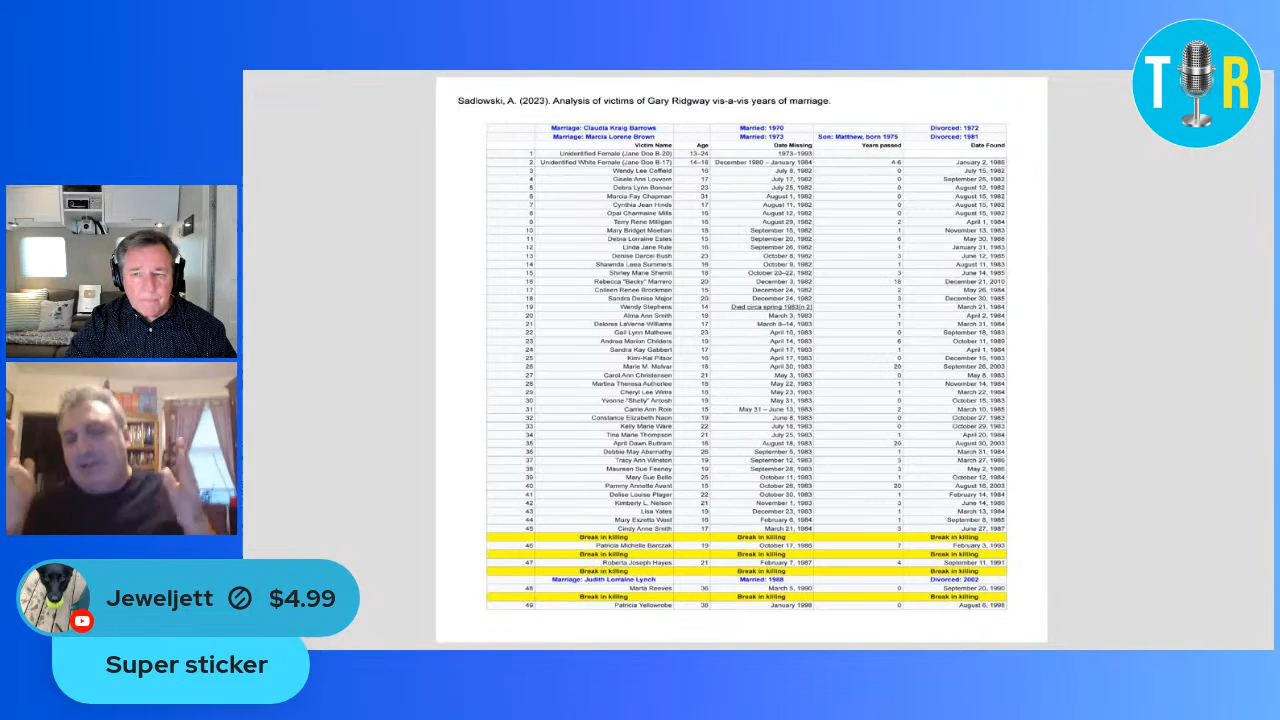 T R
Sadlowski, A. (2023). Analysis of victims of Gary Ridgway vis-a-vis years of marriage.
Marriage: Claudia Kraig Barrows Married: 1970 Divorced: 1972
Marriage: Marcia Lorene Brown Married: 1973 Son: Matthew, born 1975 Divorced: 1981
Victim Name Age Date Missing Years passed Date Found
1 Unidentified Female (Jane Doe B-20) 13–24 1973–1993
2 Unidentified White Female (Jane Doe B-17) 14–18 December 1980 – January 1984 4-6 January 2, 1986
3 Wendy Lee Coffield 16 July 8, 1982 0 July 15, 1982
4 Gisele Ann Lovvorn 17 July 17, 1982 0 September 25, 1982
5 Debra Lynn Bonner 23 July 25, 1982 0 August 12, 1982
6 Marcia Fay Chapman 31 August 1, 1982 0 August 15, 1982
7 Cynthia Jean Hinds 17 August 11, 1982 0 August 15, 1982
8 Opal Charmaine Mills 16 August 12, 1982 0 August 15, 1982
9 Terry Rene Milligan 16 August 29, 1982 2 April 1, 1984
10 Mary Bridget Meehan 18 September 15, 1982 1 November 13, 1983
11 Debra Lorraine Estes 15 September 20, 1982 6 May 30, 1988
12 Linda Jane Rule 16 September 26, 1982 1 January 31, 1983
13 Denise Darcel Bush 23 October 8, 1982 3 June 12, 1985
14 Shawnda Leea Summers 16 October 9, 1982 1 August 11, 1983
15 Shirley Marie Sherrill 18 October 20–22, 1982 3 June 14, 1985
16 Rebecca "Becky" Marrero 20 December 3, 1982 18 December 21, 2010
17 Colleen Renee Brockman 15 December 24, 1982 2 May 26, 1984
18 Sandra Denise Major 20 December 24, 1982 3 December 30, 1985
19 Wendy Stephens 14 Died circa spring 1983[n 2] 1 March 21, 1984
20 Alma Ann Smith 18 March 3, 1983 1 April 2, 1984
21 Delores LaVerne Williams 17 March 8–14, 1983 1 March 31, 1984
22 Gail Lynn Mathews 23 April 10, 1983 0 September 18, 1983
23 Andrea Marion Childers 19 April 14, 1983 6 October 11, 1989
24 Sandra Kay Gabbert 17 April 17, 1983 1 April 1, 1984
25 Kimi-Kai Pitsor 16 April 17, 1983 0 December 15, 1983
26 Marie M. Malvar 18 April 30, 1983 20 September 26, 2003
27 Carol Ann Christensen 21 May 3, 1983 0 May 8, 1983
28 Martina Theresa Authorlee 18 May 22, 1983 1 November 14, 1984
29 Cheryl Lee Wims 18 May 23, 1983 1 March 22, 1984
30 Yvonne "Shelly" Antosh 19 May 31, 1983 0 October 15, 1983
31 Carrie Ann Rois 15 May 31 – June 13, 1983 2 March 10, 1985
32 Constance Elizabeth Naon 19 June 8, 1983 0 October 27, 1983
33 Kelly Marie Ware 22 July 18, 1983 0 October 29, 1983
34 Tina Marie Thompson 21 July 25, 1983 1 April 20, 1984
35 April Dawn Buttram 16 August 18, 1983 20 August 30, 2003
36 Debbie May Abernathy 26 September 5, 1983 1 March 31, 1984
37 Tracy Ann Winston 19 September 12, 1983 3 March 27, 1986
38 Maureen Sue Feeney 19 September 28, 1983 3 May 2, 1986
39 Mary Sue Bello 25 October 11, 1983 1 October 12, 1984
40 Pammy Annette Avent 15 October 26, 1983 20 August 16, 2003
41 Delise Louise Plager 22 October 30, 1983 1 February 14, 1984
42 Kimberly L. Nelson 21 November 1, 1983 3 June 14, 1986
43 Lisa Yates 19 December 23, 1983 1 March 13, 1984
44 Mary Exzetta West 16 February 6, 1984 1 September 8, 1985
45 Cindy Anne Smith 17 March 21, 1984 3 June 27, 1987
Break in killing Break in killing Break in killing
46 Patricia Michelle Barczak 19 October 17, 1986 7 February 3, 1993
Break in killing Break in killing Break in killing
47 Roberta Joseph Hayes 21 February 7, 1987 4 September 11, 1991
Break in killing Break in killing Break in killing
Marriage: Judith Lorraine Lynch Married: 1988 Divorced: 2002
48 Marta Reeves 36 March 5, 1990 0 September 20, 1990
Break in killing Break in killing Break in killing
49 Patricia Yellowrobe 38 January 1998 0 August 6, 1998
Jeweljett $4.99
Super sticker